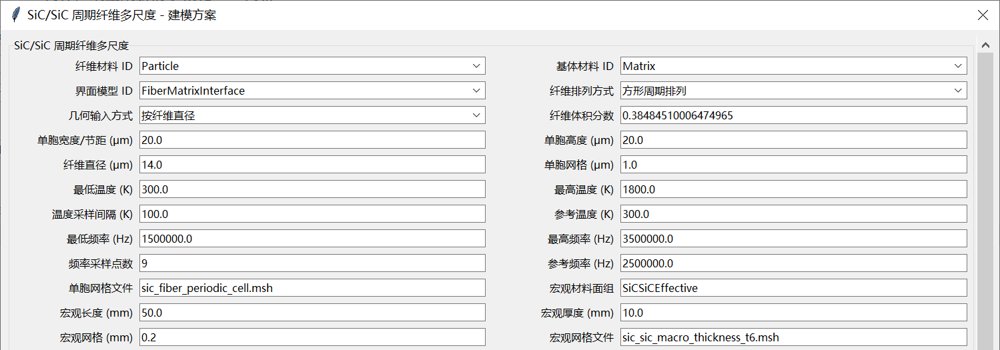 SiC/SiC 周期纤维多尺度 - 建模方案
SiC/SiC 周期纤维多尺度
纤维材料 ID Particle 基体材料 ID Matrix
界面模型 ID FiberMatrixInterface 纤维排列方式 方形周期排列
几何输入方式 按纤维直径 纤维体积分数 0.38484510006474965
单胞宽度/节距 (μm) 20.0 单胞高度 (μm) 20.0
纤维直径 (μm) 14.0 单胞网格 (μm) 1.0
最低温度 (K) 300.0 最高温度 (K) 1800.0
温度采样间隔 (K) 100.0 参考温度 (K) 300.0
最低频率 (Hz) 1500000.0 最高频率 (Hz) 3500000.0
频率采样点数 9 参考频率 (Hz) 2500000.0
单胞网格文件 sic_fiber_periodic_cell.msh 宏观材料面组 SiCSiCEffective
宏观长度 (mm) 50.0 宏观厚度 (mm) 10.0
宏观网格 (mm) 0.2 宏观网格文件 sic_sic_macro_thickness_t6.msh